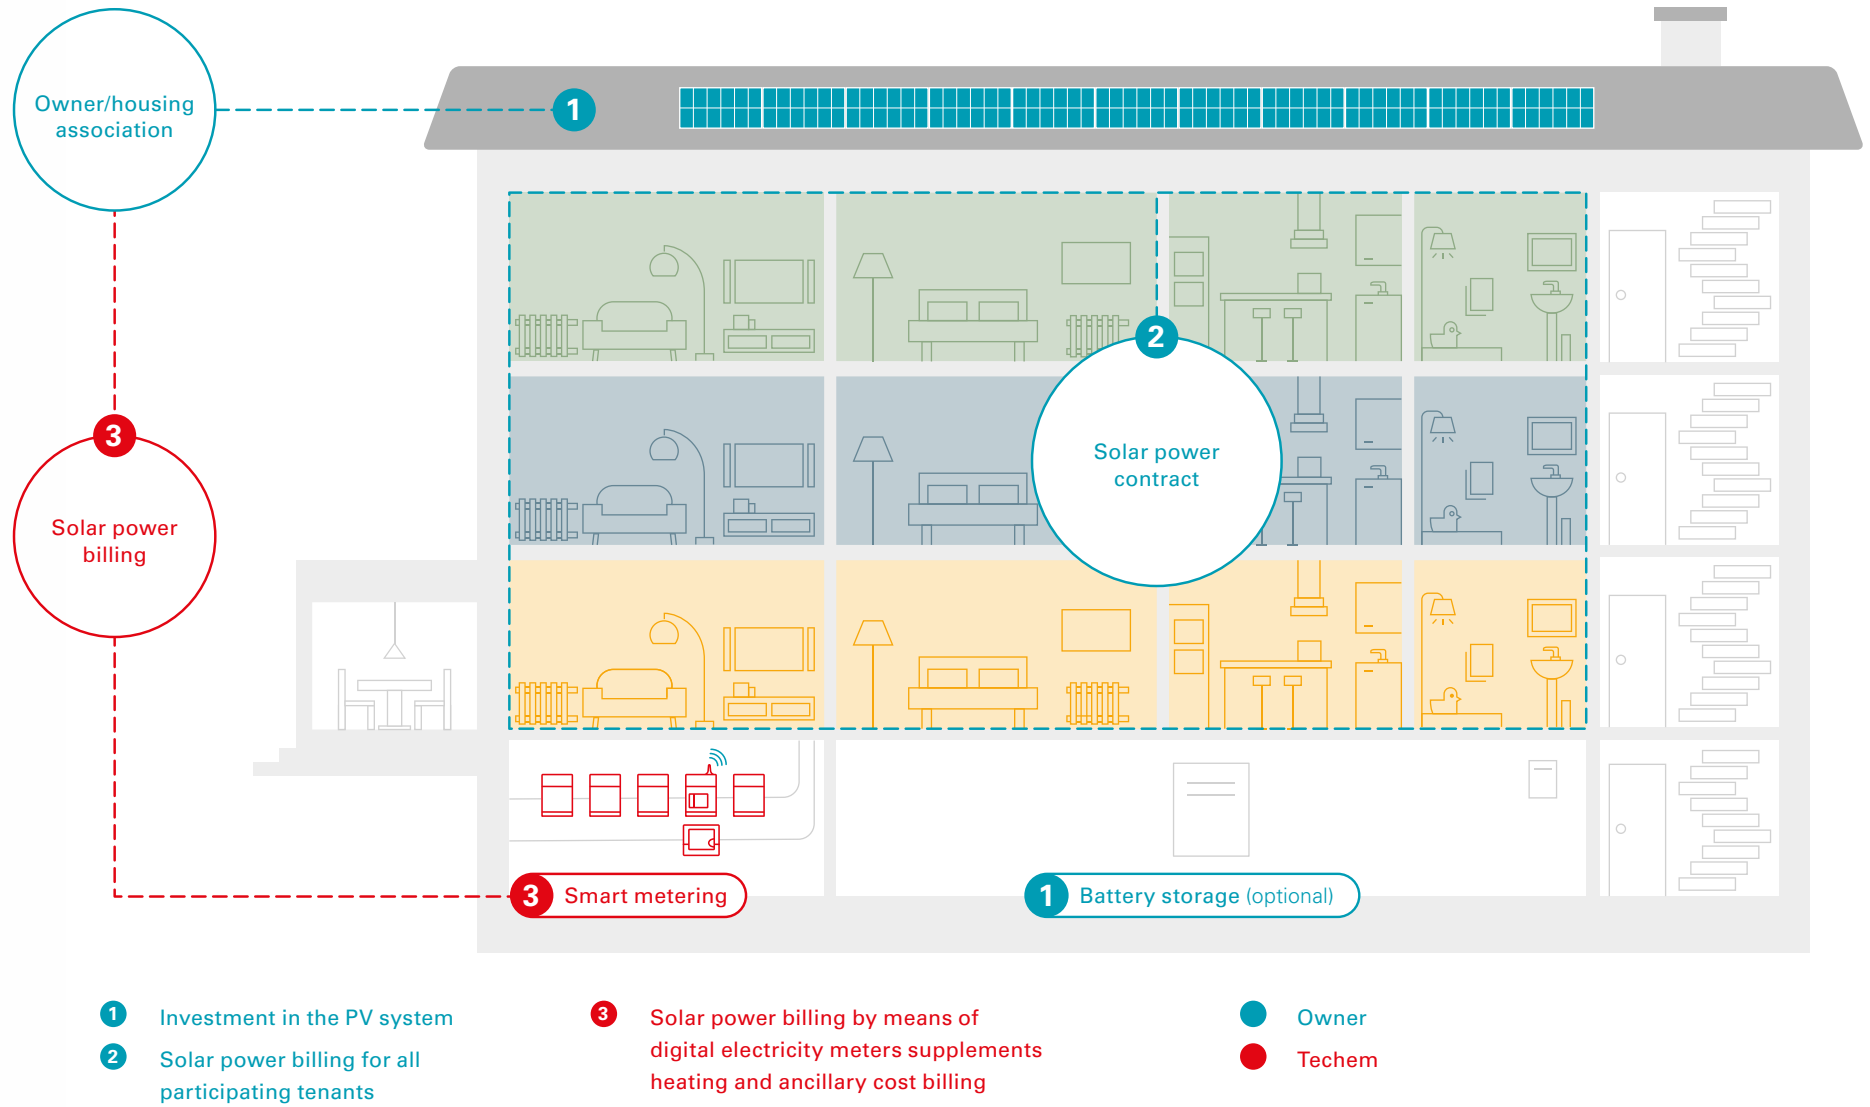 Owner/housing
association
1
2
Solar power
contract
3
Solar power
billing
3 Smart metering
1 Battery storage (optional)
1 Investment in the PV system
2 Solar power billing for all
participating tenants
3 Solar power billing by means of
digital electricity meters supplements
heating and ancillary cost billing
Owner
Techem